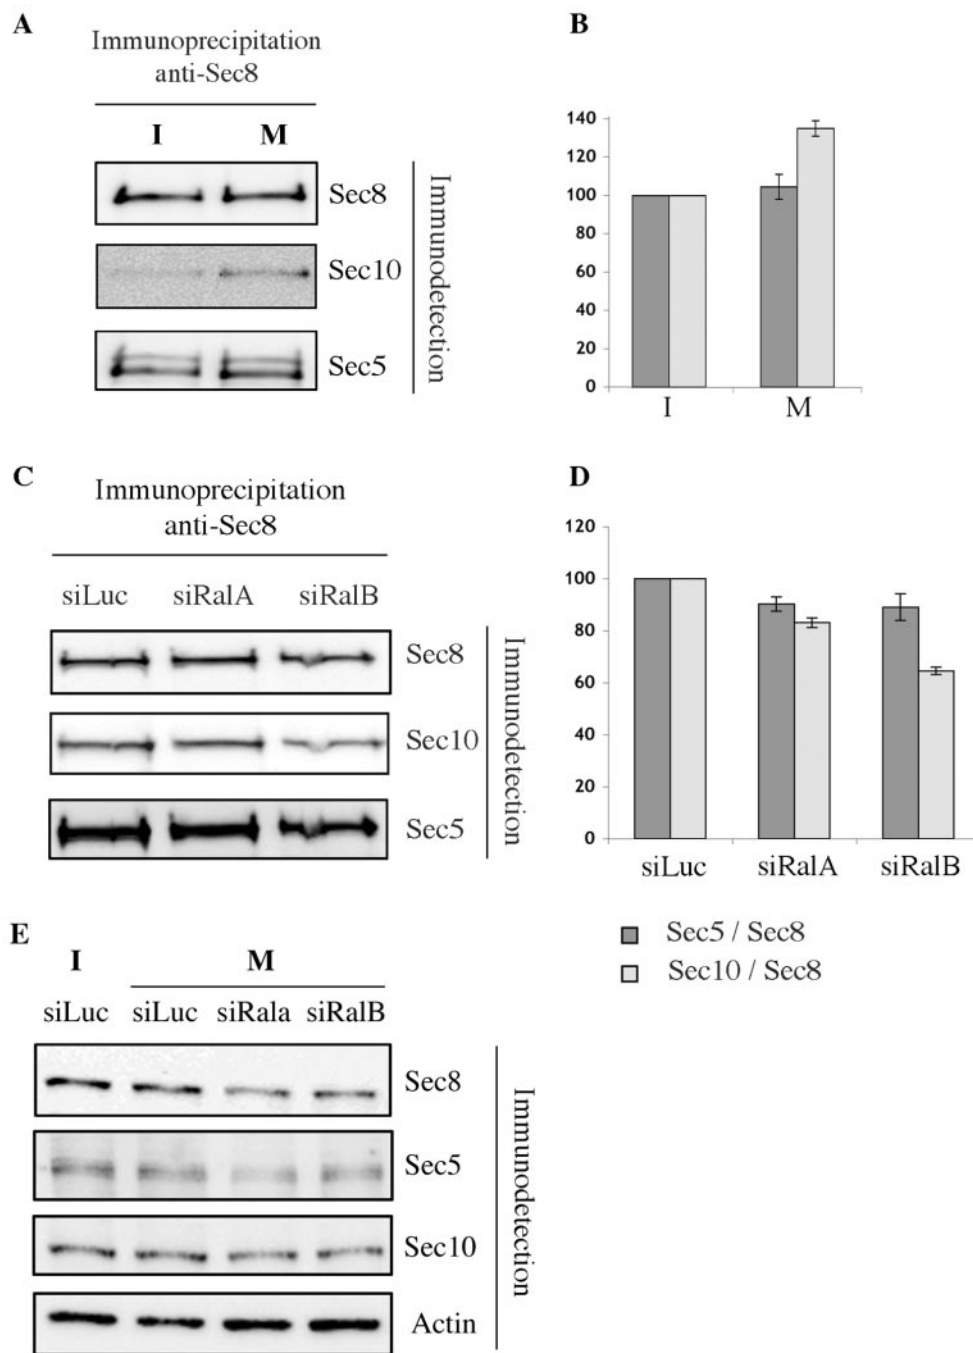 A
Immunoprecipitation
anti-Sec8
I M
Sec8
Sec10
Sec5
Immunodetection
B
140
120
100
80
60
40
20
0
I M
C
Immunoprecipitation
anti-Sec8
siLuc siRalA siRalB
Sec8
Sec10
Sec5
Immunodetection
D
120
100
80
60
40
20
0
siLuc siRalA siRalB
Sec5 / Sec8
Sec10 / Sec8
E
I M
siLuc siLuc siRala siRalB
Sec8
Sec5
Sec10
Actin
Immunodetection